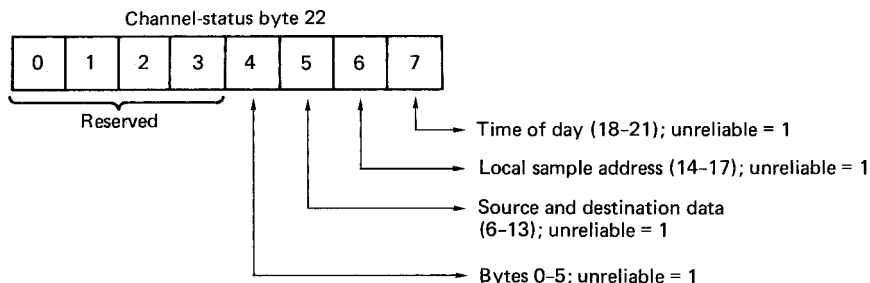 Channel-status byte 22
0 1 2 3 4 5 6 7
Reserved
Time of day (18–21); unreliable = 1
Local sample address (14–17); unreliable = 1
Source and destination data
(6–13); unreliable = 1
Bytes 0–5; unreliable = 1